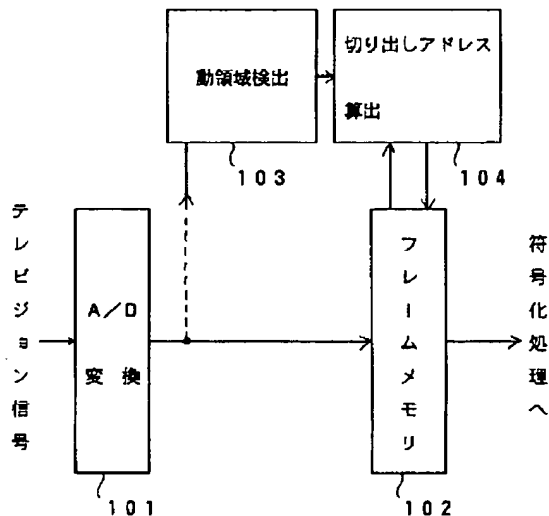 動領域検出
切り出しアドレス
算出
103
104
テレビジョン信号
A/D
変換
フレームメモリ
符号化処理へ
101
102